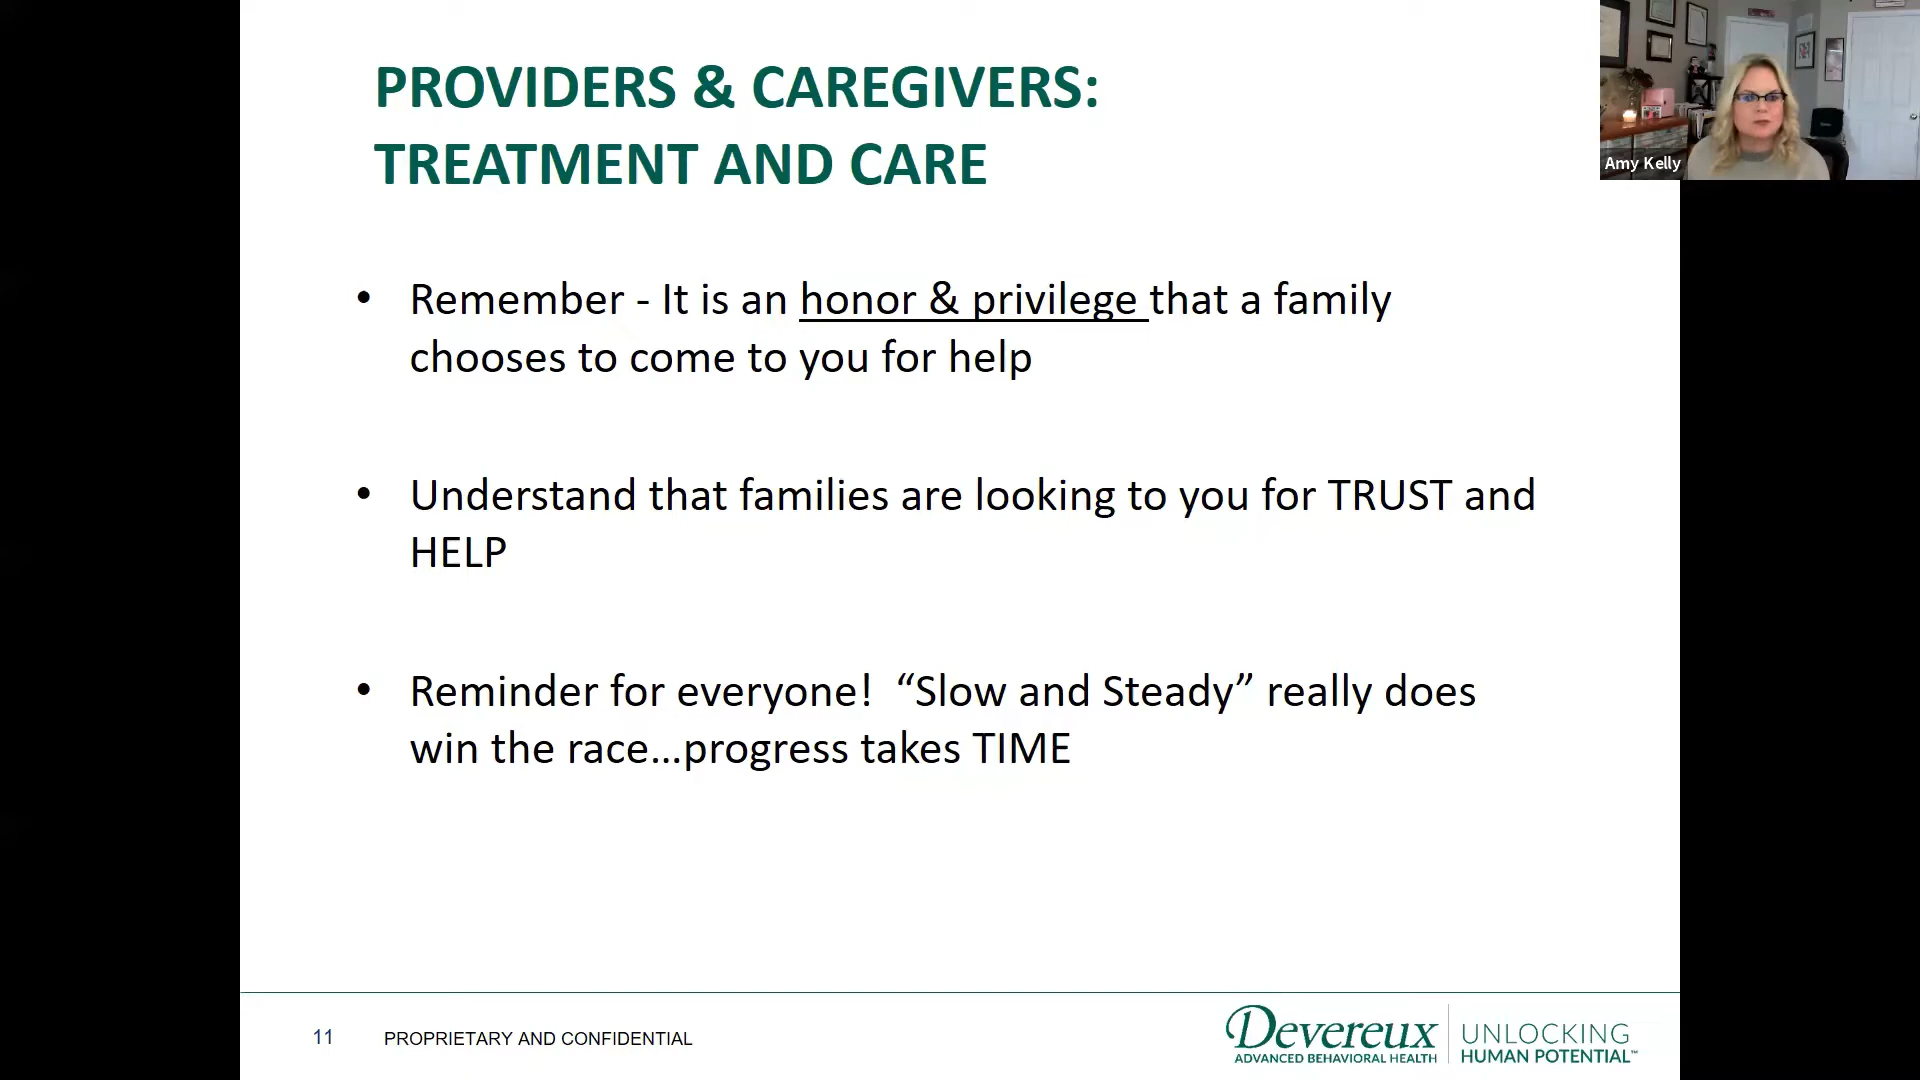 PROVIDERS & CAREGIVERS:
TREATMENT AND CARE
Amy Kelly
• Remember - It is an honor & privilege that a family
chooses to come to you for help
• Understand that families are looking to you for TRUST and
HELP
• Reminder for everyone!  “Slow and Steady” really does
win the race…progress takes TIME
11
PROPRIETARY AND CONFIDENTIAL
Devereux
ADVANCED BEHAVIORAL HEALTH
UNLOCKING
HUMAN POTENTIAL™